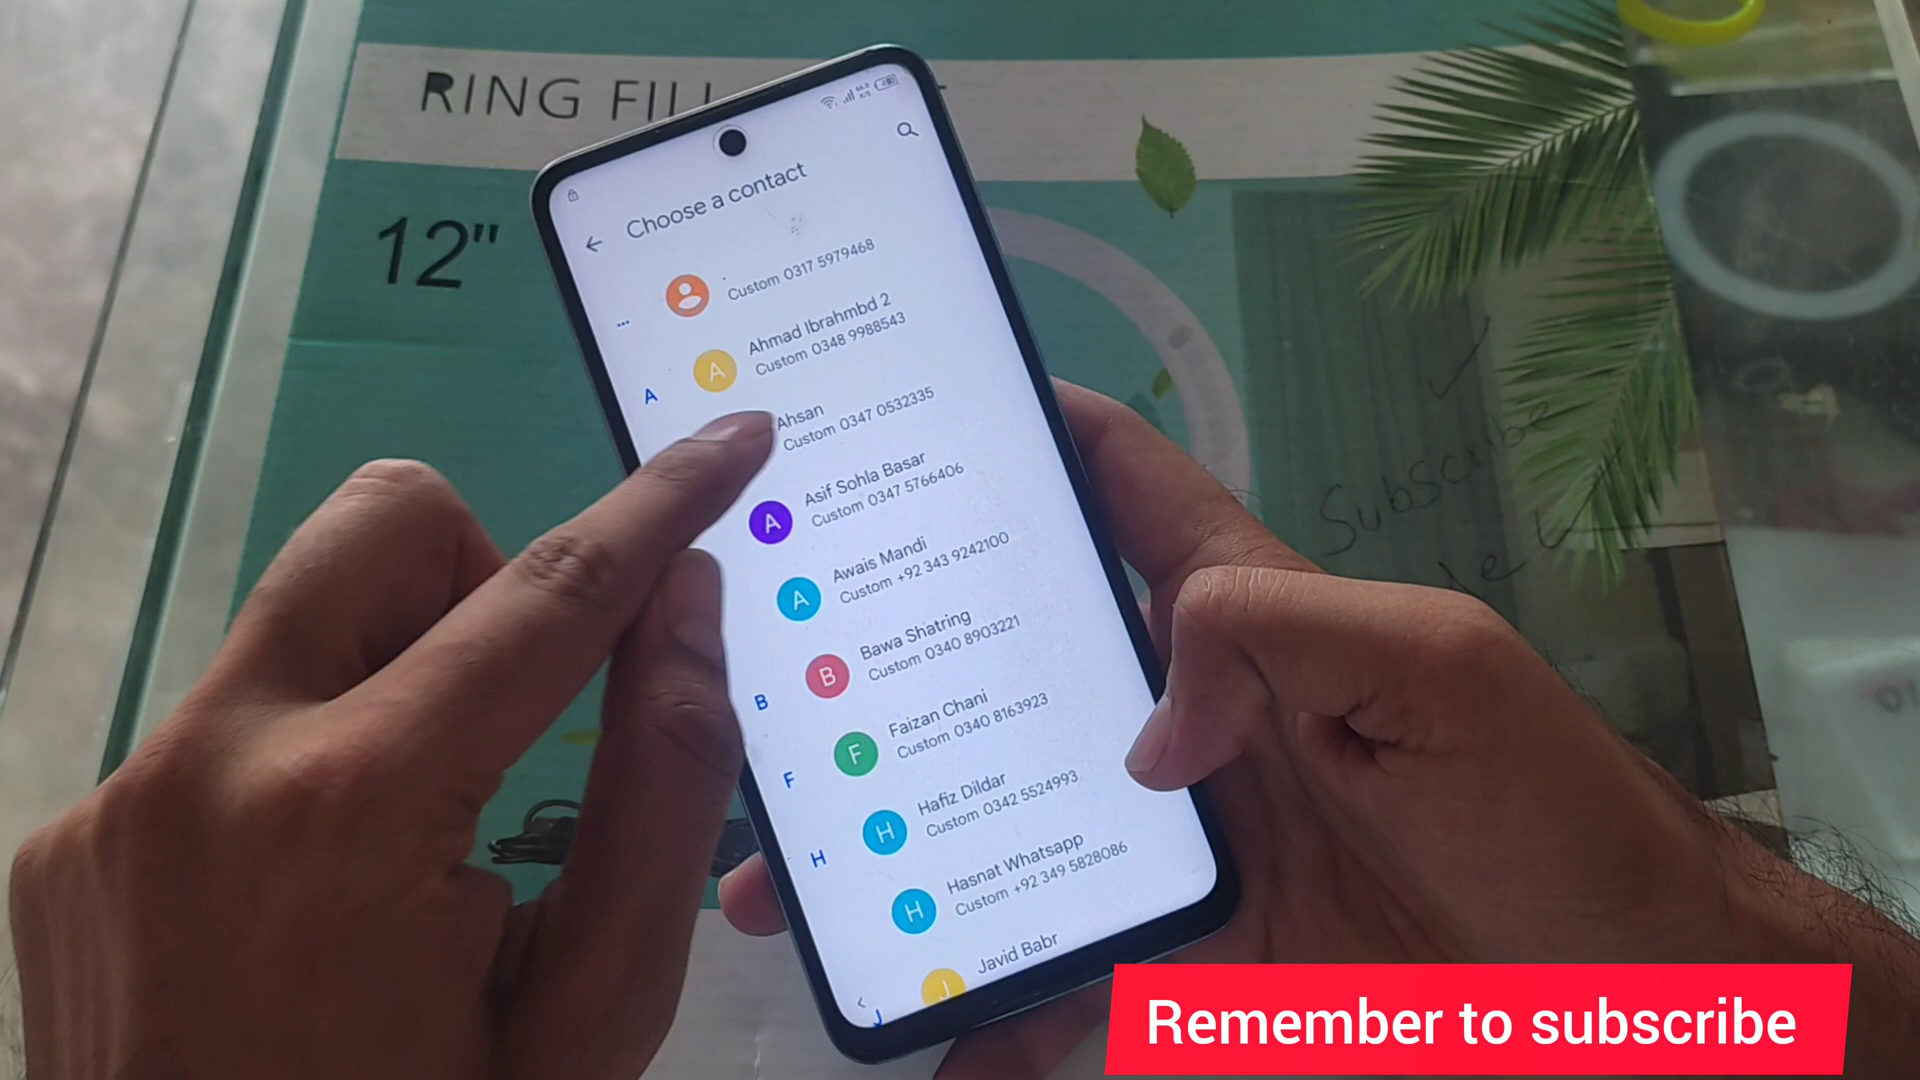 RING FILL
12"
Choose a contact
Custom 0317 5979468
...
Ahmad Ibrahmbd 2
Custom 0348 9988543
A
A
Ahsan
Custom 0347 0532335
Asif Sohla Basar
Custom 0347 5766406
A
Awais Mandi
Custom +92 343 9242100
A
Bawa Shatring
Custom 0340 8903221
B
B
Faizan Chani
Custom 0340 8163923
F
F
Hafiz Dildar
Custom 0342 5524993
H
H
Hasnat Whatsapp
Custom +92 349 5828086
H
Javid Babr
J
J
Subscribe
Remember to subscribe